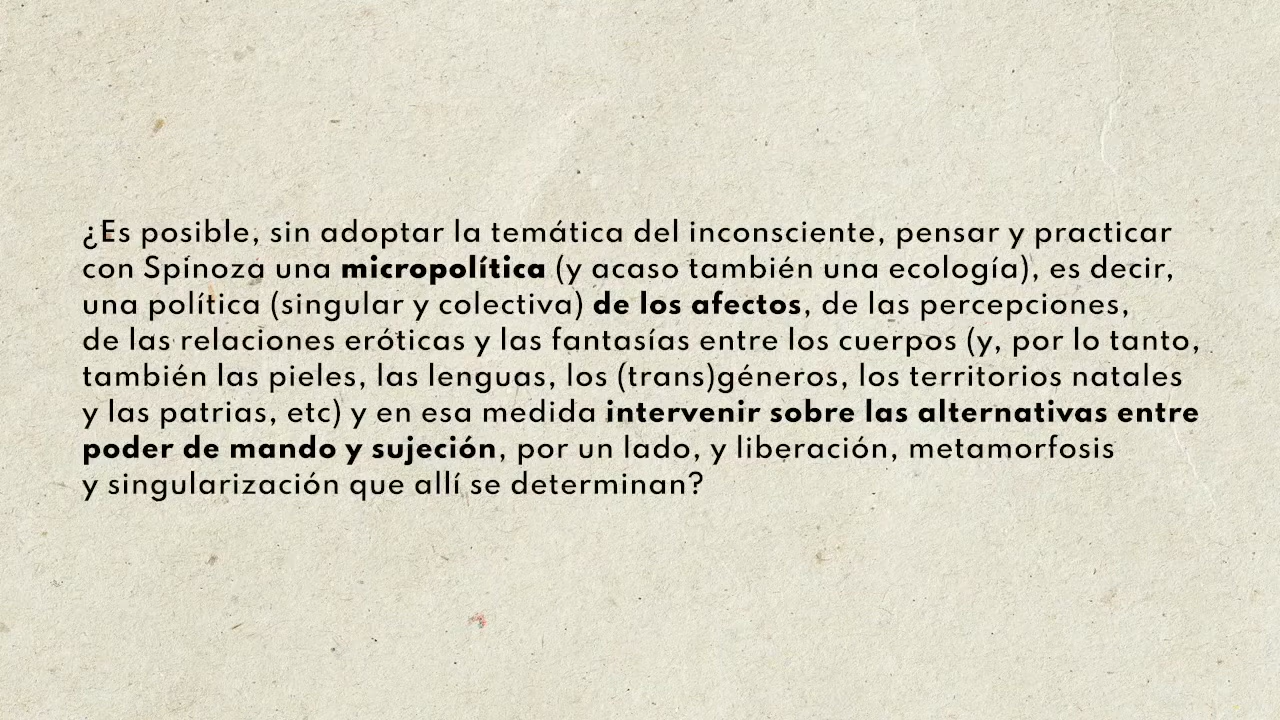 ¿Es posible, sin adoptar la temática del inconsciente, pensar y practicar
con Spinoza una micropolítica (y acaso también una ecología), es decir,
una política (singular y colectiva) de los afectos, de las percepciones,
de las relaciones eróticas y las fantasías entre los cuerpos (y, por lo tanto,
también las pieles, las lenguas, los (trans)géneros, los territorios natales
y las patrias, etc) y en esa medida intervenir sobre las alternativas entre
poder de mando y sujeción, por un lado, y liberación, metamorfosis
y singularización que allí se determinan?